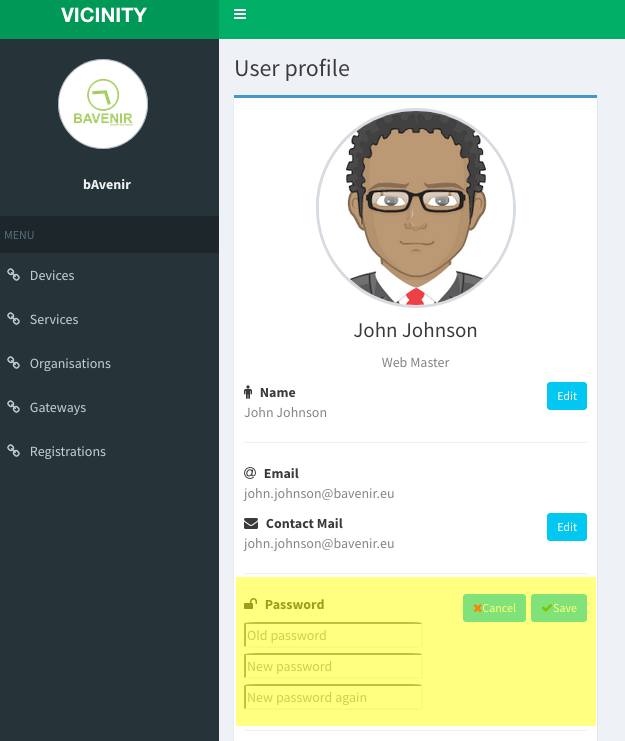 VICINITY
User profile
BAVENIR
bAvenir
MENU
Devices
Services
Organisations
Gateways
Registrations
John Johnson
Web Master
Name
Edit
John Johnson
@ Email
john.johnson@bavenir.eu
Contact Mail
Edit
john.johnson@bavenir.eu
Password
Cancel
Save
Old password
New password
New password again